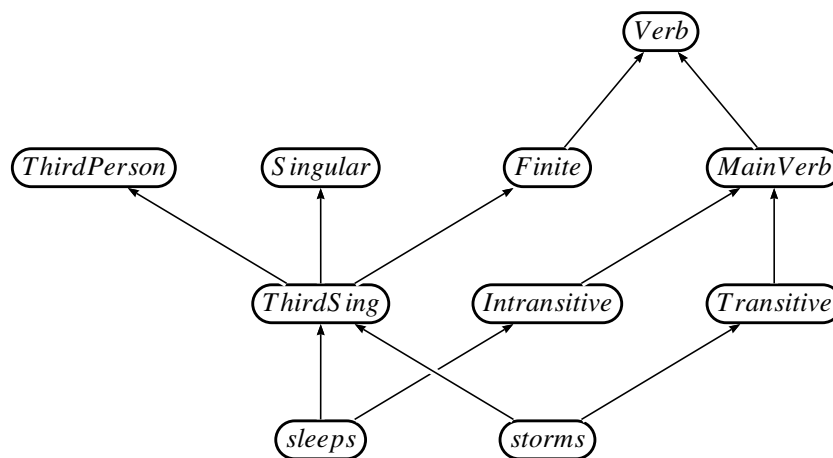 Verb
ThirdPerson Singular Finite MainVerb
ThirdSing Intransitive Transitive
sleeps storms